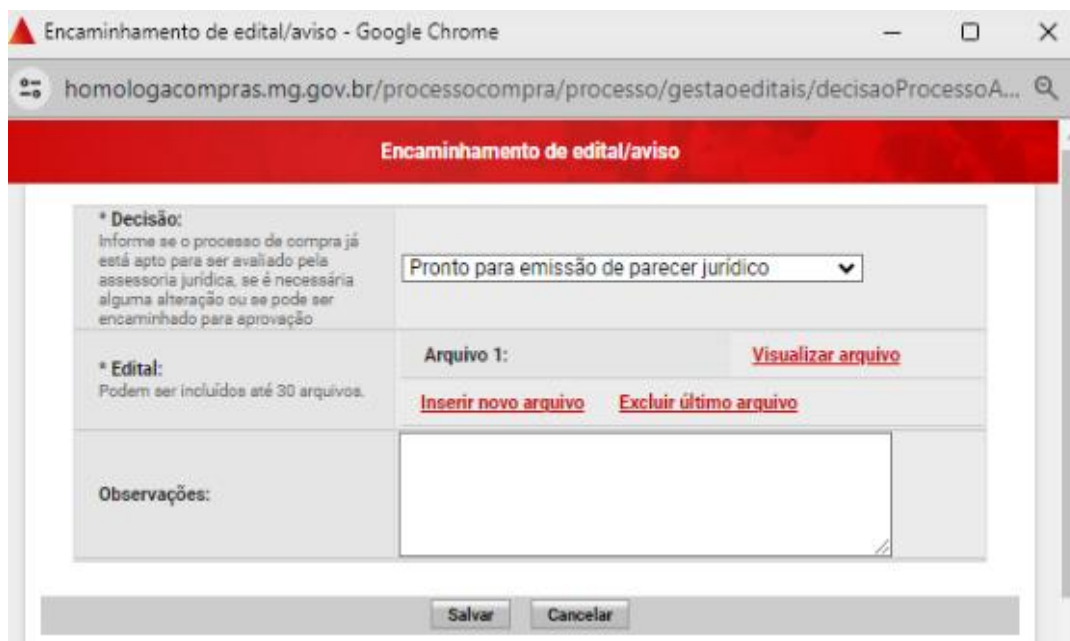 Encaminhamento de edital/aviso - Google Chrome
homologacompras.mg.gov.br/processocompra/processo/gestaoeditais/decisaoProcessoA...
Encaminhamento de edital/aviso
* Decisão:
Informe se o processo de compra já
está apto para ser avaliado pela
assessoria jurídica, se é necessária
alguma alteração ou se pode ser
encaminhado para aprovação
Pronto para emissão de parecer jurídico
* Edital:
Podem ser incluídos até 30 arquivos.
Arquivo 1: Visualizar arquivo
Inserir novo arquivo Excluir último arquivo
Observações:
Salvar Cancelar